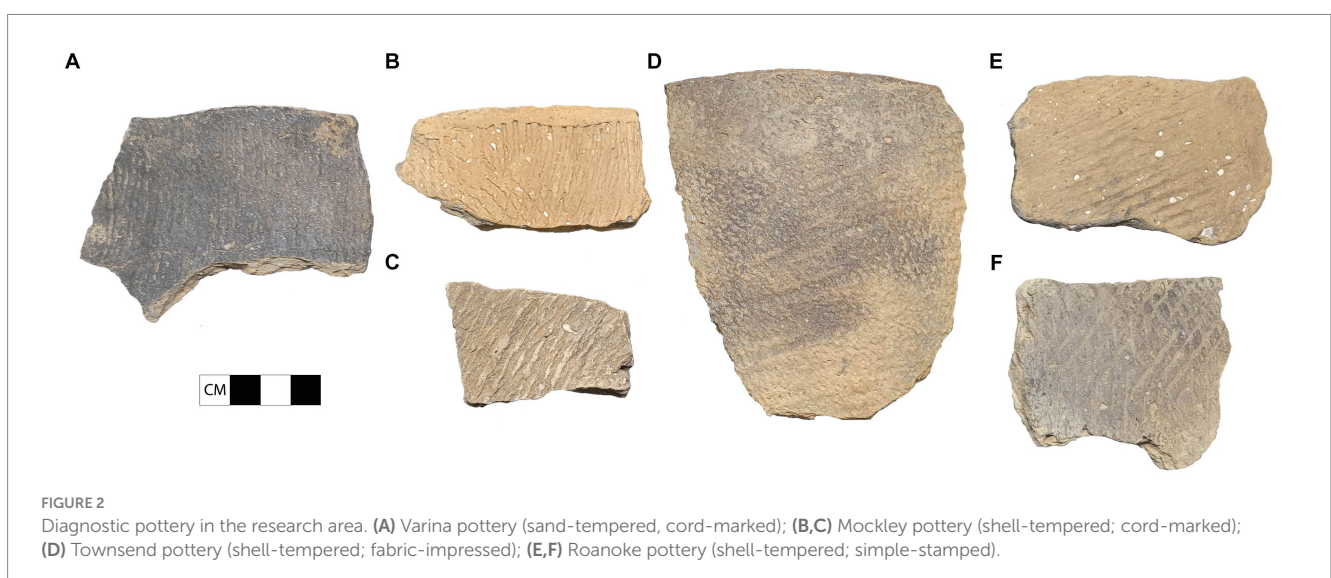 A
B
D
E
C
F
CM
FIGURE 2
Diagnostic pottery in the research area. (A) Varina pottery (sand-tempered, cord-marked); (B,C) Mockley pottery (shell-tempered; cord-marked);
(D) Townsend pottery (shell-tempered; fabric-impressed); (E,F) Roanoke pottery (shell-tempered; simple-stamped).